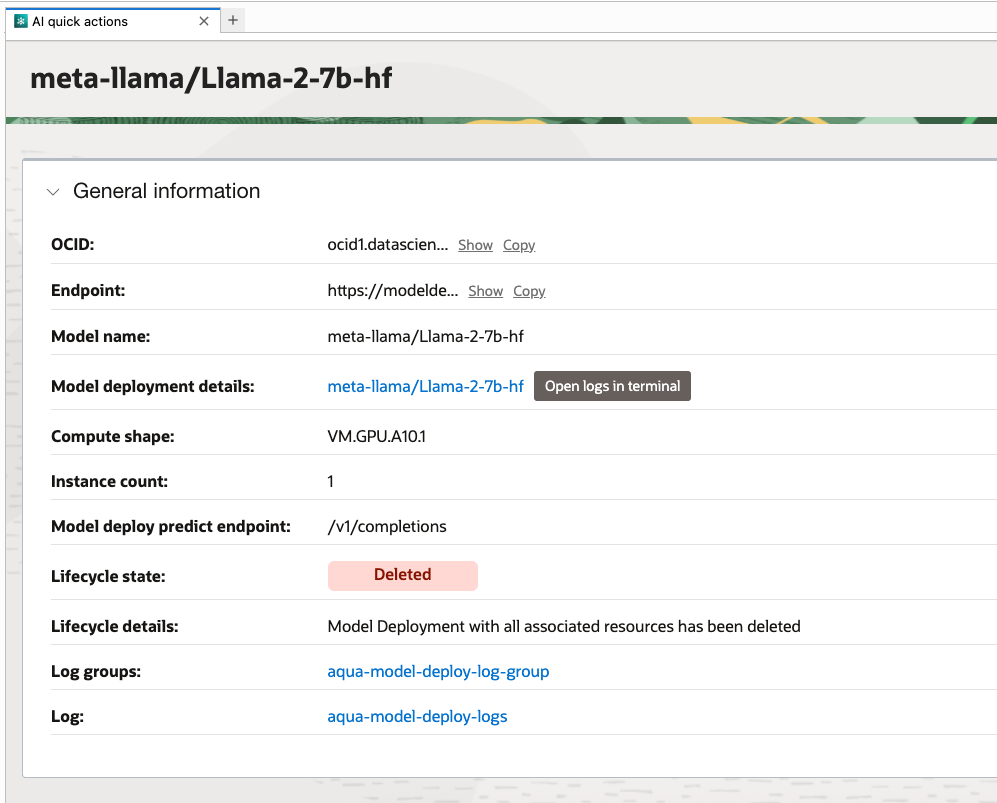 AI quick actions
meta-llama/Llama-2-7b-hf
General information
OCID: ocid1.datascien... Show Copy
Endpoint: https://modelde... Show Copy
Model name: meta-llama/Llama-2-7b-hf
Model deployment details: meta-llama/Llama-2-7b-hf Open logs in terminal
Compute shape: VM.GPU.A10.1
Instance count: 1
Model deploy predict endpoint: /v1/completions
Lifecycle state: Deleted
Lifecycle details: Model Deployment with all associated resources has been deleted
Log groups: aqua-model-deploy-log-group
Log: aqua-model-deploy-logs